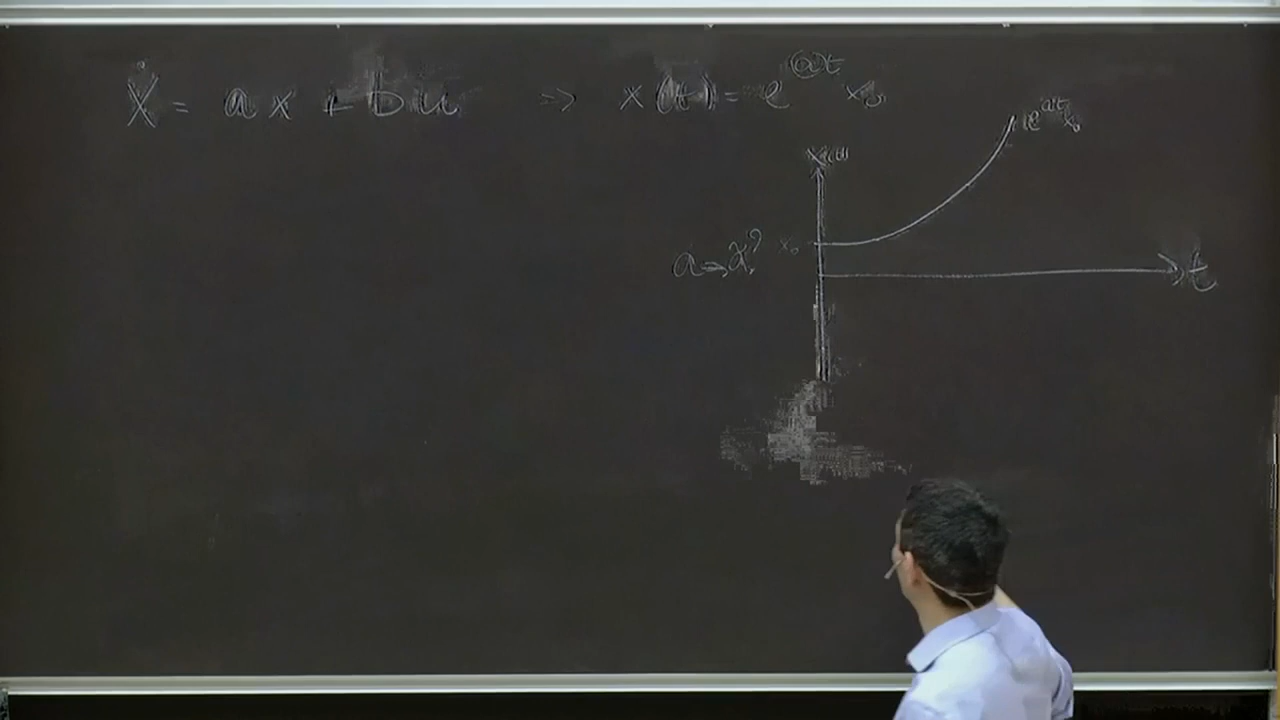 ẋ = ax + bu => x(t) = e^{at} x₀
x(t)
e^{at} x₀
x₀
a → ?
t